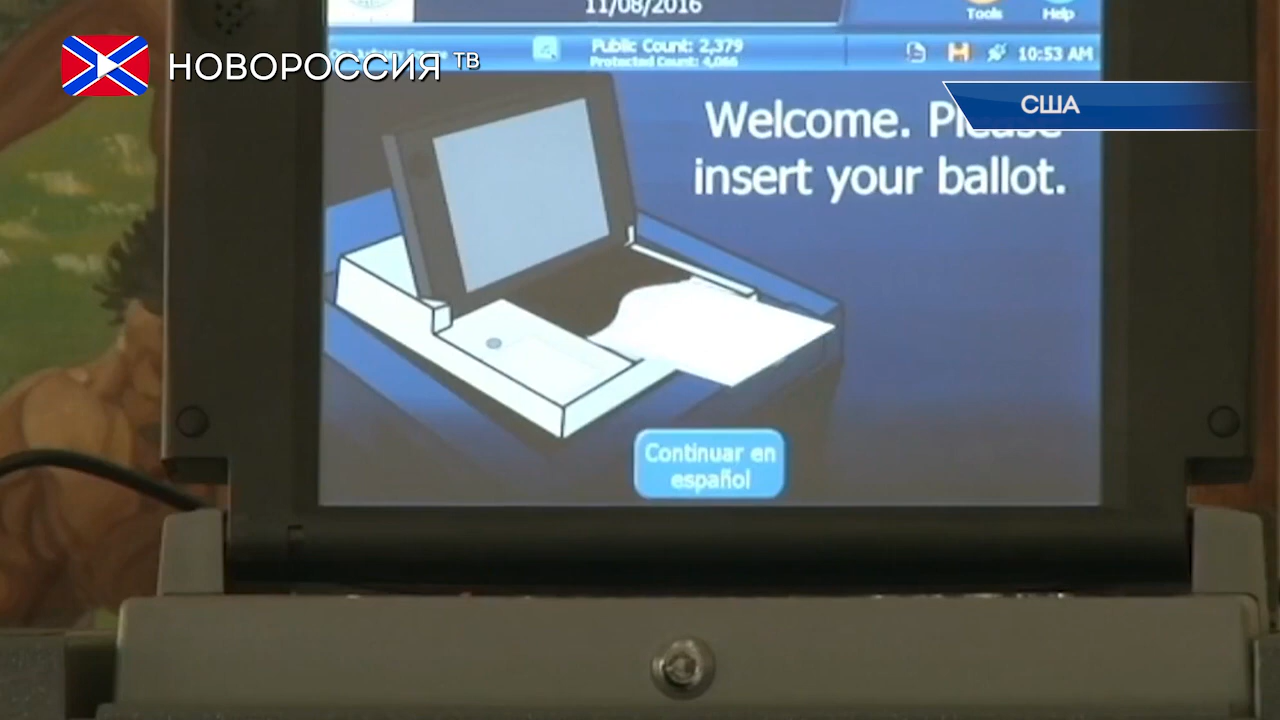 11/08/2016
Tools
Help
НОВОРОССИЯ ТВ
Public Count: 2,379
Protected Count: 4,066
10:53 AM
США
Welcome. Please
insert your ballot.
Continuar en
español